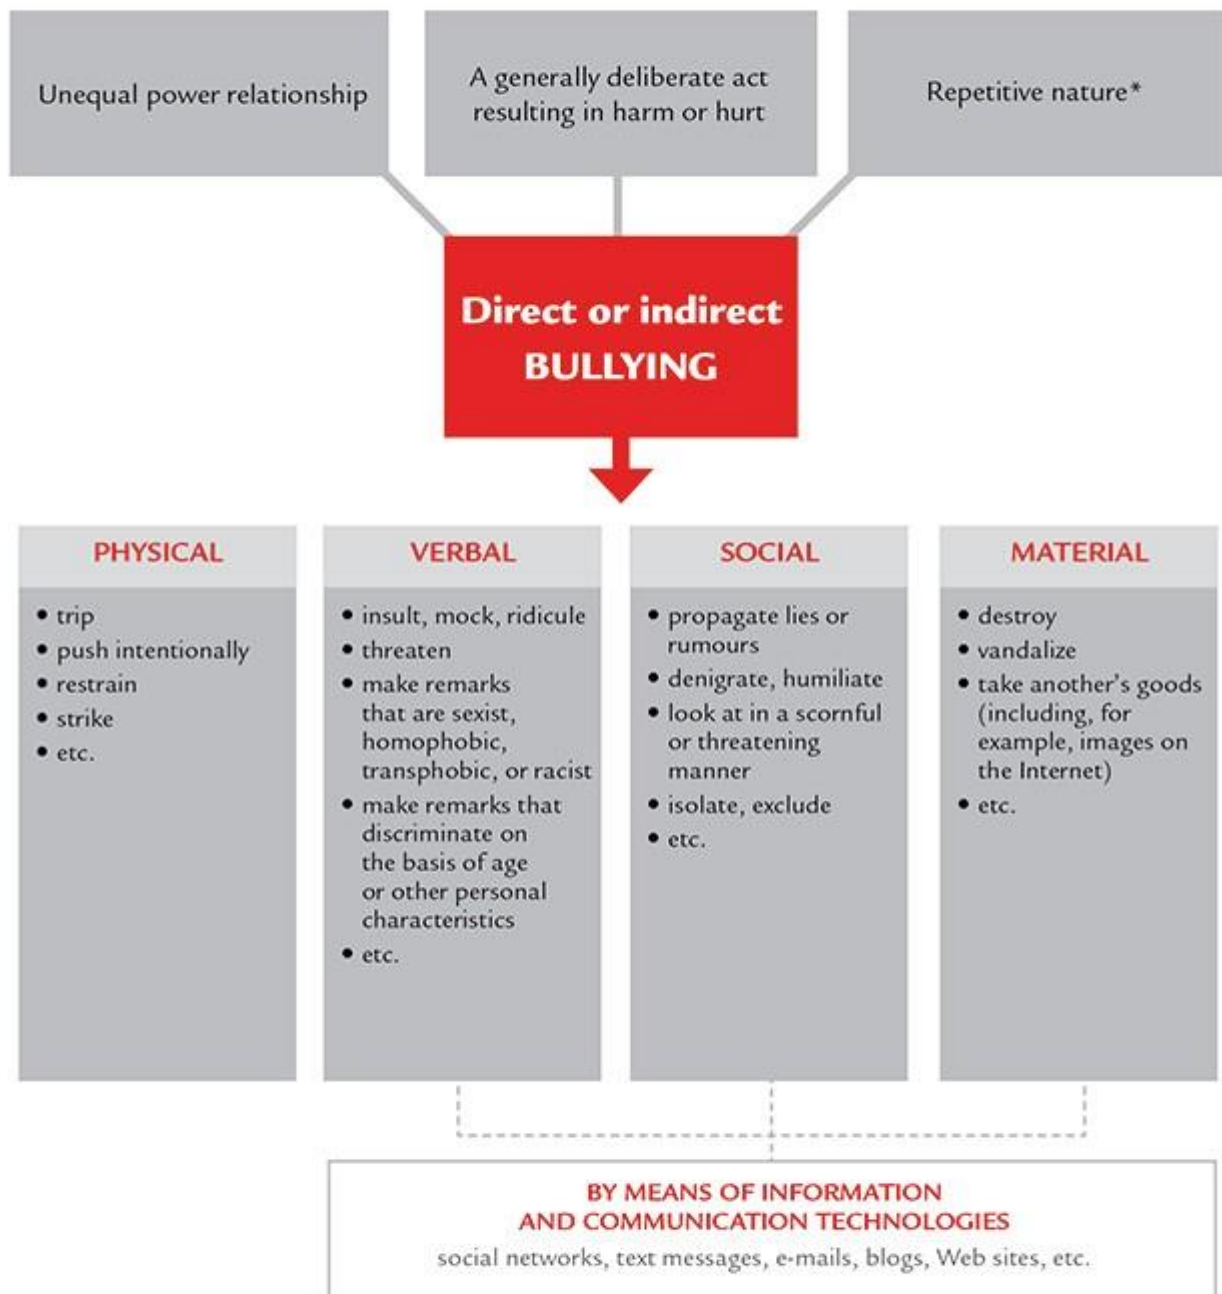 Unequal power relationship
A generally deliberate act
resulting in harm or hurt
Repetitive nature*
Direct or indirect
BULLYING
PHYSICAL
• trip
• push intentionally
• restrain
• strike
• etc.
VERBAL
• insult, mock, ridicule
• threaten
• make remarks
that are sexist,
homophobic,
transphobic, or racist
• make remarks that
discriminate on
the basis of age
or other personal
characteristics
• etc.
SOCIAL
• propagate lies or
rumours
• denigrate, humiliate
• look at in a scornful
or threatening
manner
• isolate, exclude
• etc.
MATERIAL
• destroy
• vandalize
• take another's goods
(including, for
example, images on
the Internet)
• etc.
BY MEANS OF INFORMATION
AND COMMUNICATION TECHNOLOGIES
social networks, text messages, e-mails, blogs, Web sites, etc.